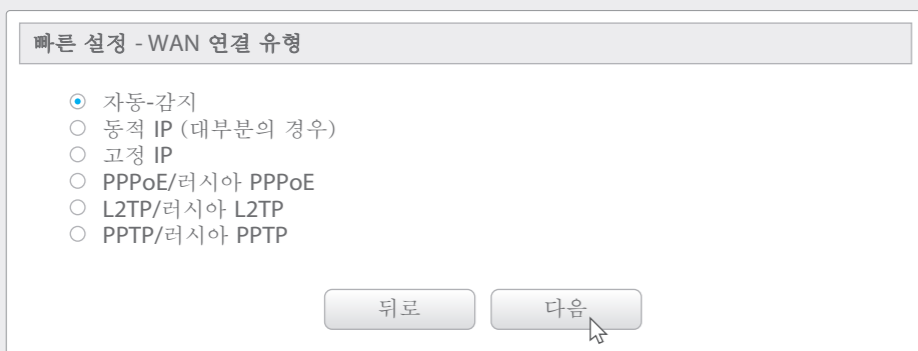 빠른 설정 - WAN 연결 유형
자동-감지
동적 IP (대부분의 경우)
고정 IP
PPPoE/러시아 PPPoE
L2TP/러시아 L2TP
PPTP/러시아 PPTP
뒤로
다음